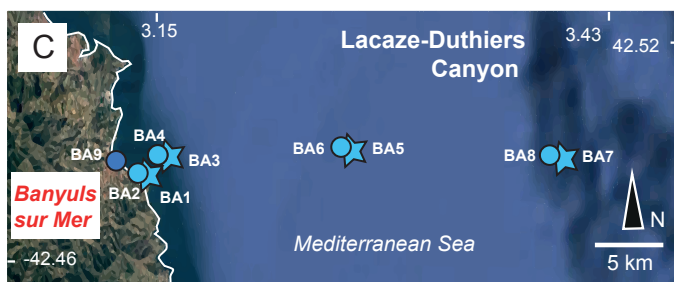 C
3.15
Lacaze-Duthiers
Canyon
3.43
42.52
BA4
BA9
BA3
BA6
BA5
BA8
BA7
BA2
BA1
Banyuls
sur Mer
N
Mediterranean Sea
-42.46
5 km